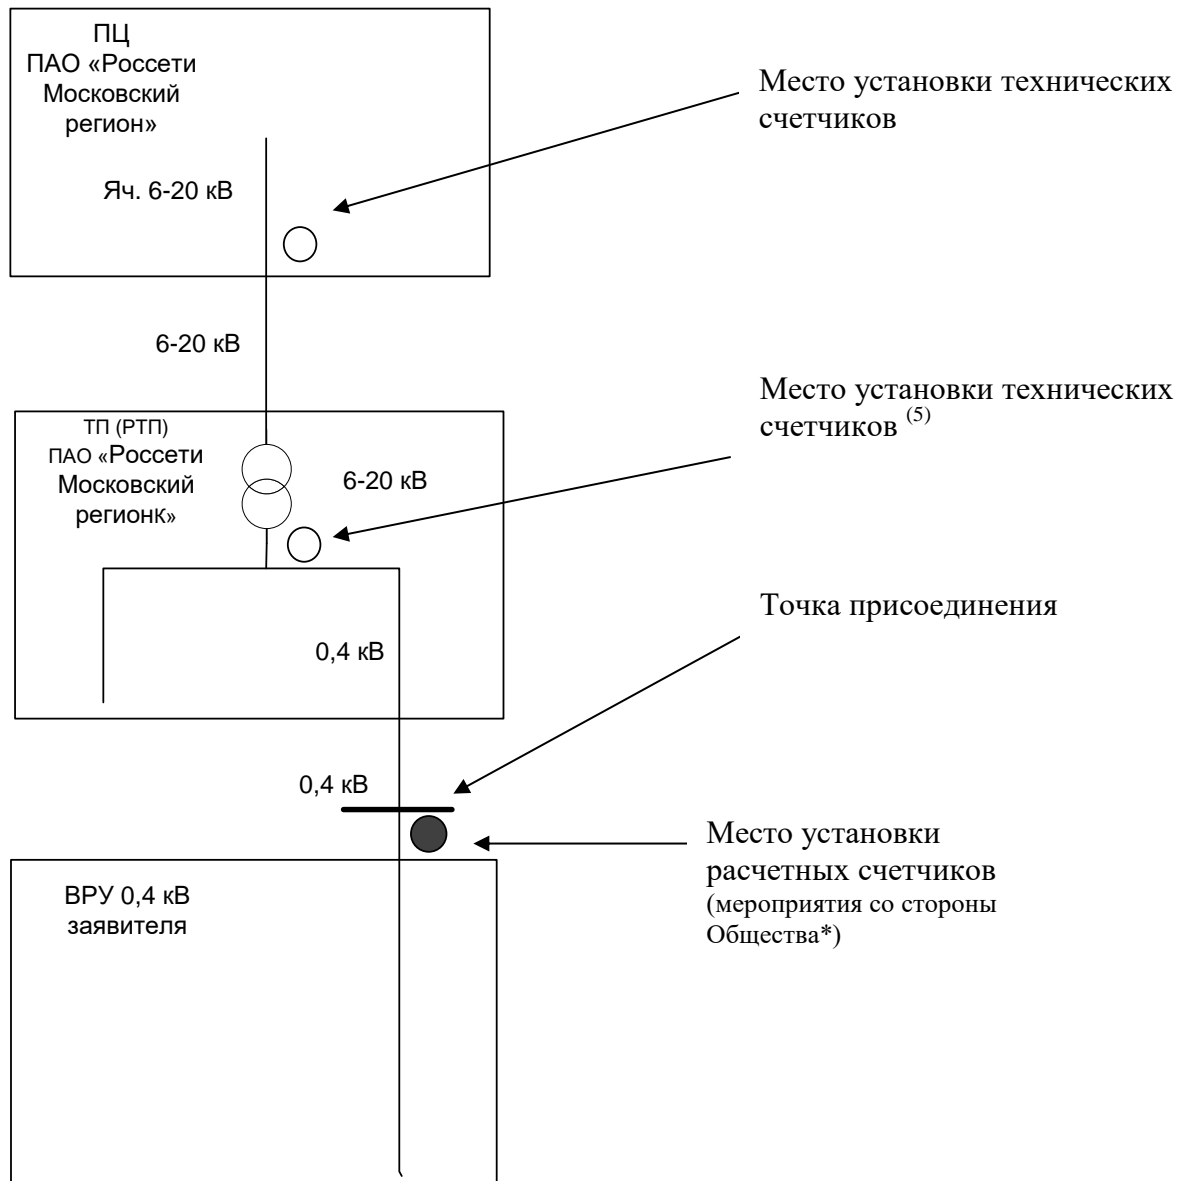 ПЦ
ПАО «Россети
Московский
регион»
Место установки технических
счетчиков
Яч. 6-20 кВ
6-20 кВ
Место установки технических
счетчиков (5)
ТП (РТП)
ПАО «Россети
Московский
регионК»
6-20 кВ
Точка присоединения
0,4 кВ
0,4 кВ
Место установки
расчетных счетчиков
(мероприятия со стороны
Общества*)
ВРУ 0,4 кВ
заявителя